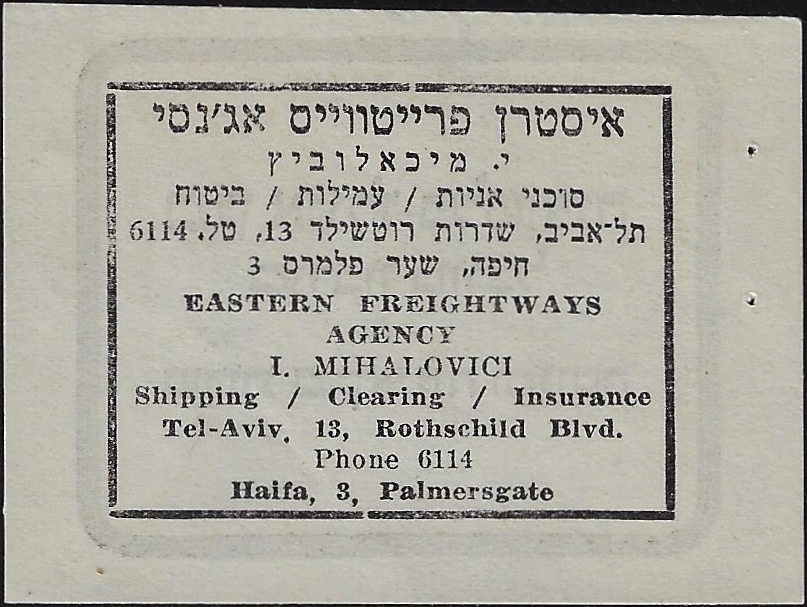 איסטרן פרייטווייס אג׳נסי
י. מיכאלוביץ
סוכני אניות / עמילות / ביטוח
תל־אביב, שדרות רוטשילד 13, טל. 6114
חיפה, שער פלמרס 3
EASTERN FREIGHTWAYS
AGENCY
I. MIHALOVICI
Shipping / Clearing / Insurance
Tel-Aviv, 13, Rothschild Blvd.
Phone 6114
Haifa, 3, Palmersgate